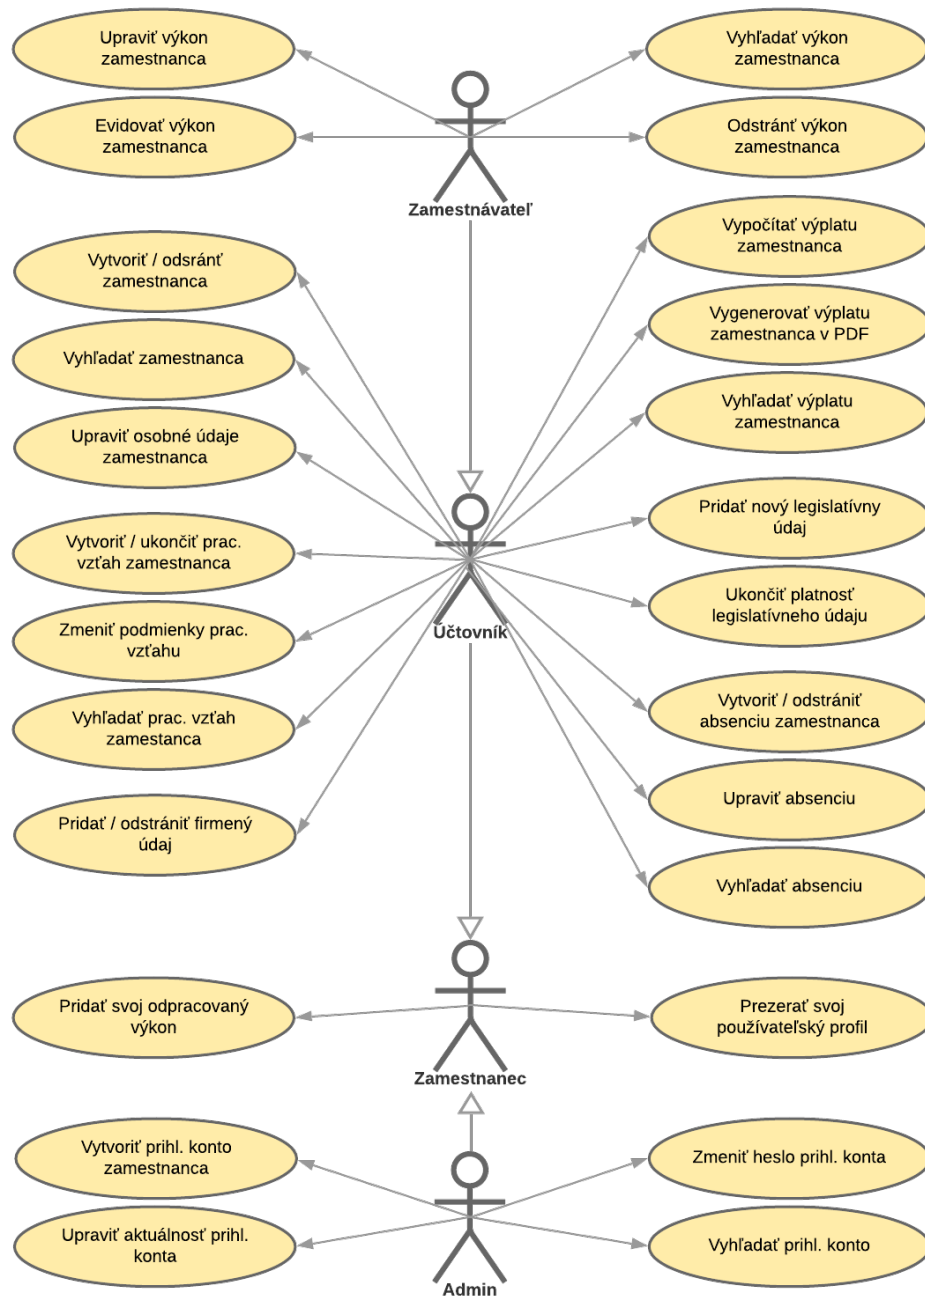 Upraviť výkon
zamestnanca
Vyhľadať výkon
zamestnanca
Evidovať výkon
zamestnanca
Odstránť výkon
zamestnanca
Zamestnávateľ
Vytvoriť / odsránť
zamestnanca
Vyhľadať zamestnanca
Upraviť osobné údaje
zamestnanca
Vytvoriť / ukončiť prac.
vzťah zamestnanca
Zmeniť podmienky prac.
vzťahu
Vyhľadať prac. vzťah
zamestanca
Pridať / odstrániť firmený
údaj
Vypočítať výplatu
zamestnanca
Vygenerovať výplatu
zamestnanca v PDF
Vyhľadať výplatu
zamestnanca
Pridať nový legislatívny
údaj
Ukončiť platnosť
legislatívneho údaju
Vytvoriť / odstrániť
absenciu zamestnanca
Upraviť absenciu
Vyhľadať absenciu
Účtovník
Pridať svoj odpracovaný
výkon
Prezerať svoj
používateľský profil
Zamestnanec
Vytvoriť prihl. konto
zamestnanca
Zmeniť heslo prihl. konta
Upraviť aktuálnosť prihl.
konta
Vyhľadať prihl. konto
Admin